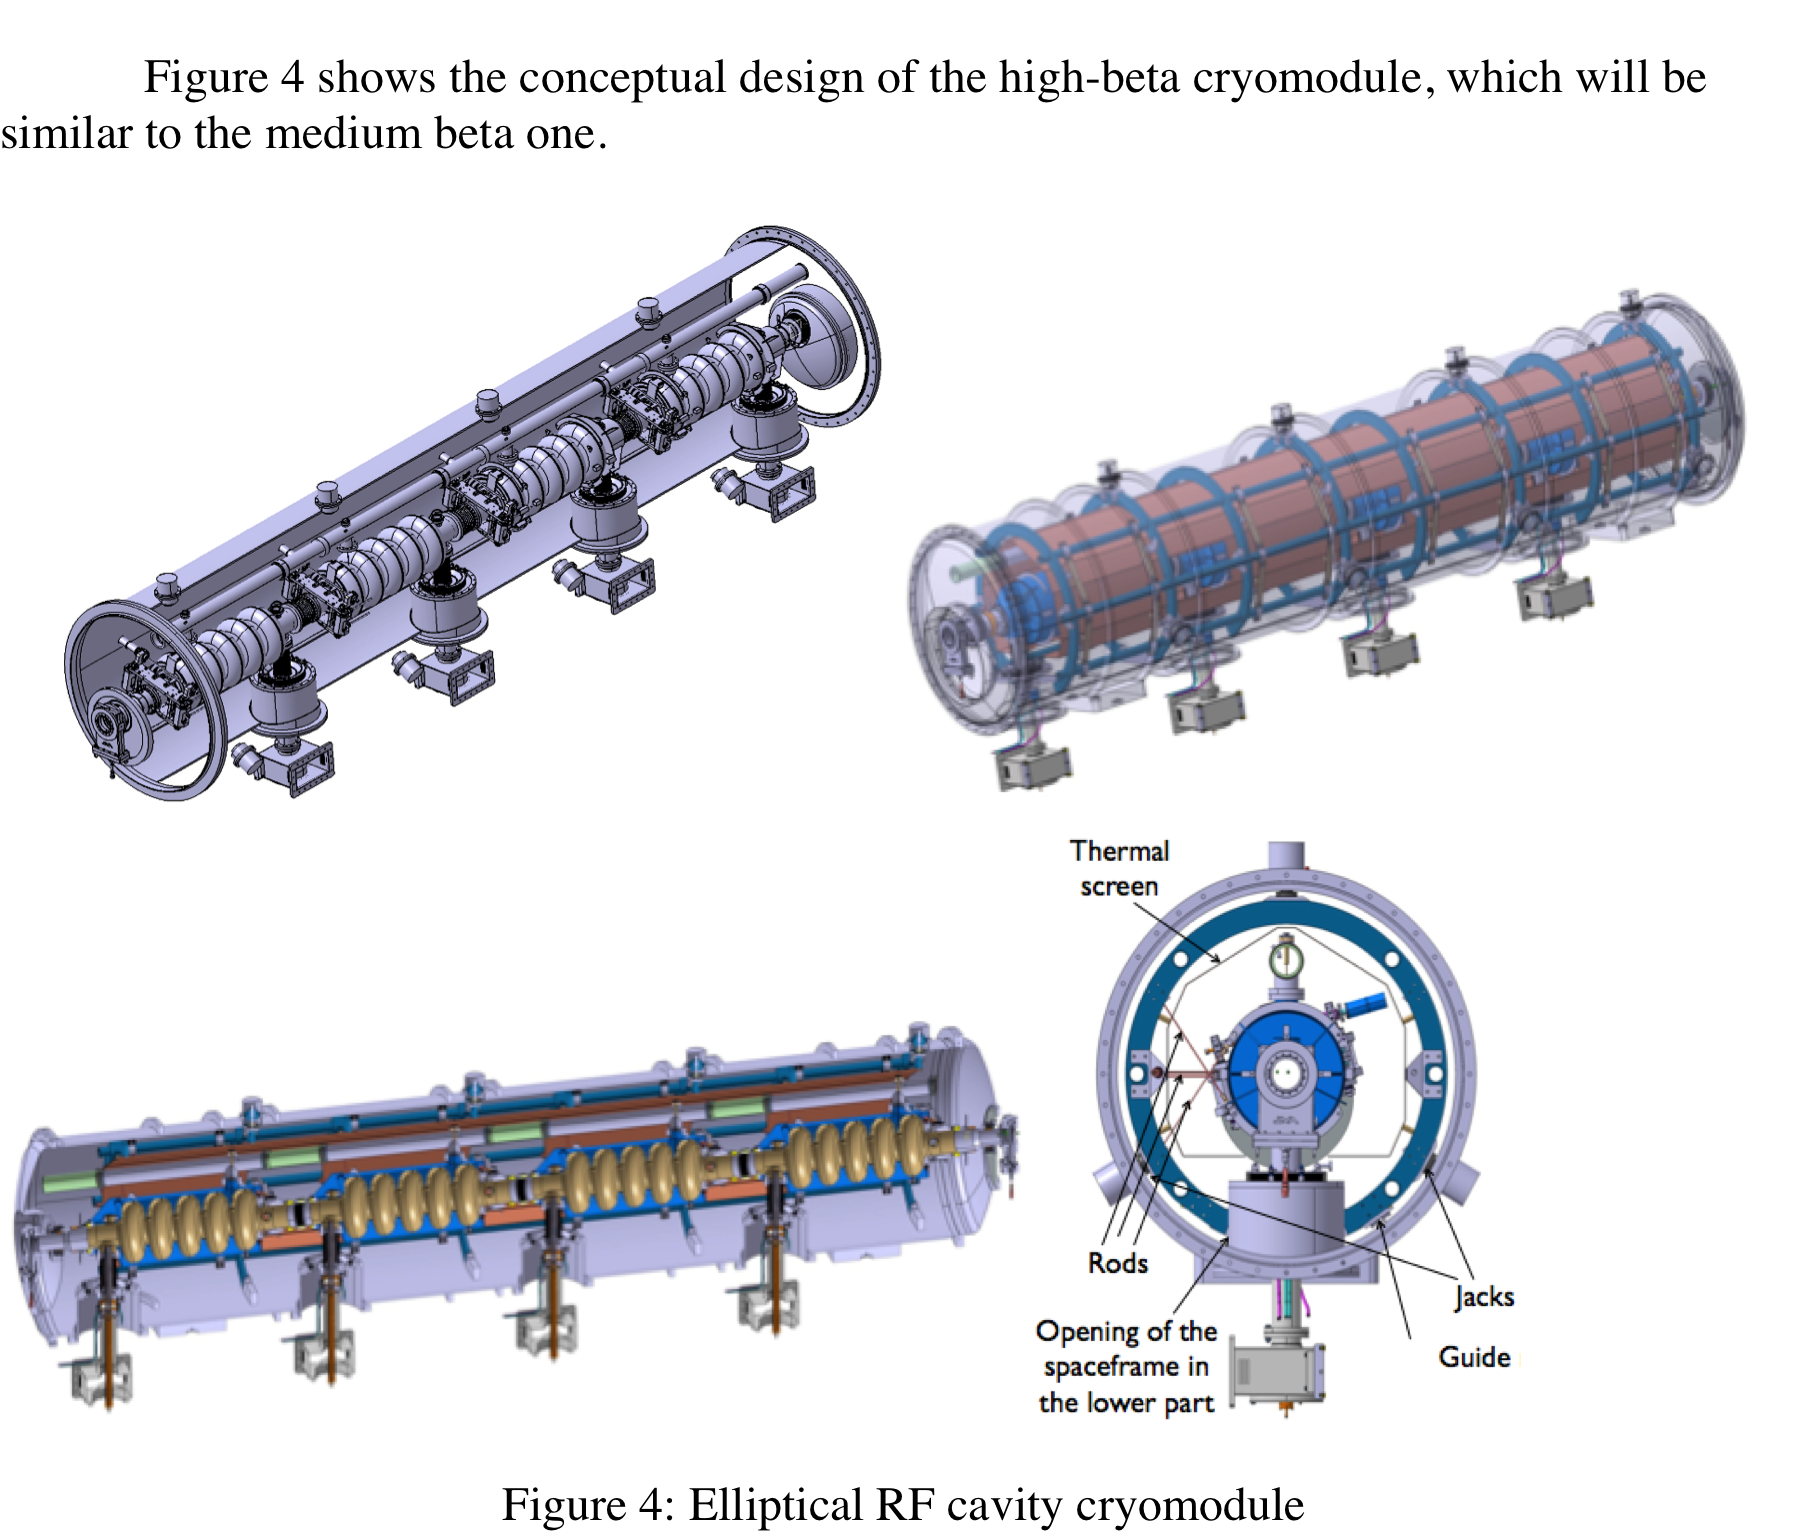 Figure 4 shows the conceptual design of the high-beta cryomodule, which will be
similar to the medium beta one.
Thermal
screen
Rods
Jacks
Opening of the
spaceframe in
the lower part
Guide
Figure 4: Elliptical RF cavity cryomodule